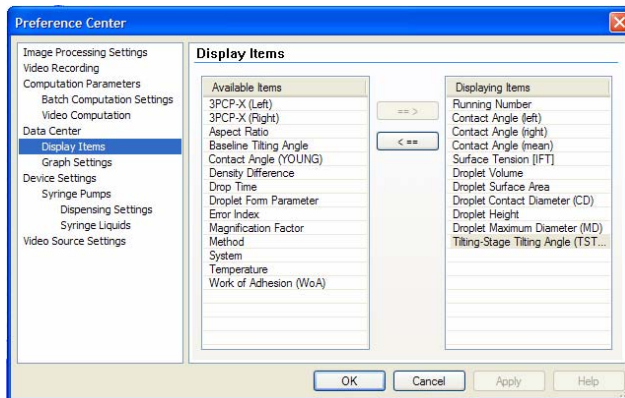 Preference Center
Image Processing Settings
Video Recording
Computation Parameters
Batch Computation Settings
Video Computation
Data Center
Display Items
Graph Settings
Device Settings
Syringe Pumps
Dispensing Settings
Syringe Liquids
Video Source Settings
Display Items
Available Items
3PCP-X (Left)
3PCP-X (Right)
Aspect Ratio
Baseline Tilting Angle
Contact Angle (YOUNG)
Density Difference
Drop Time
Droplet Form Parameter
Error Index
Magnification Factor
Method
System
Temperature
Work of Adhesion (WoA)
== >
< ==
Displaying Items
Running Number
Contact Angle (left)
Contact Angle (right)
Contact Angle (mean)
Surface Tension [IFT]
Droplet Volume
Droplet Surface Area
Droplet Contact Diameter (CD)
Droplet Height
Droplet Maximum Diameter (MD)
Tilting-Stage Tilting Angle (TST...
OK
Cancel
Apply
Help